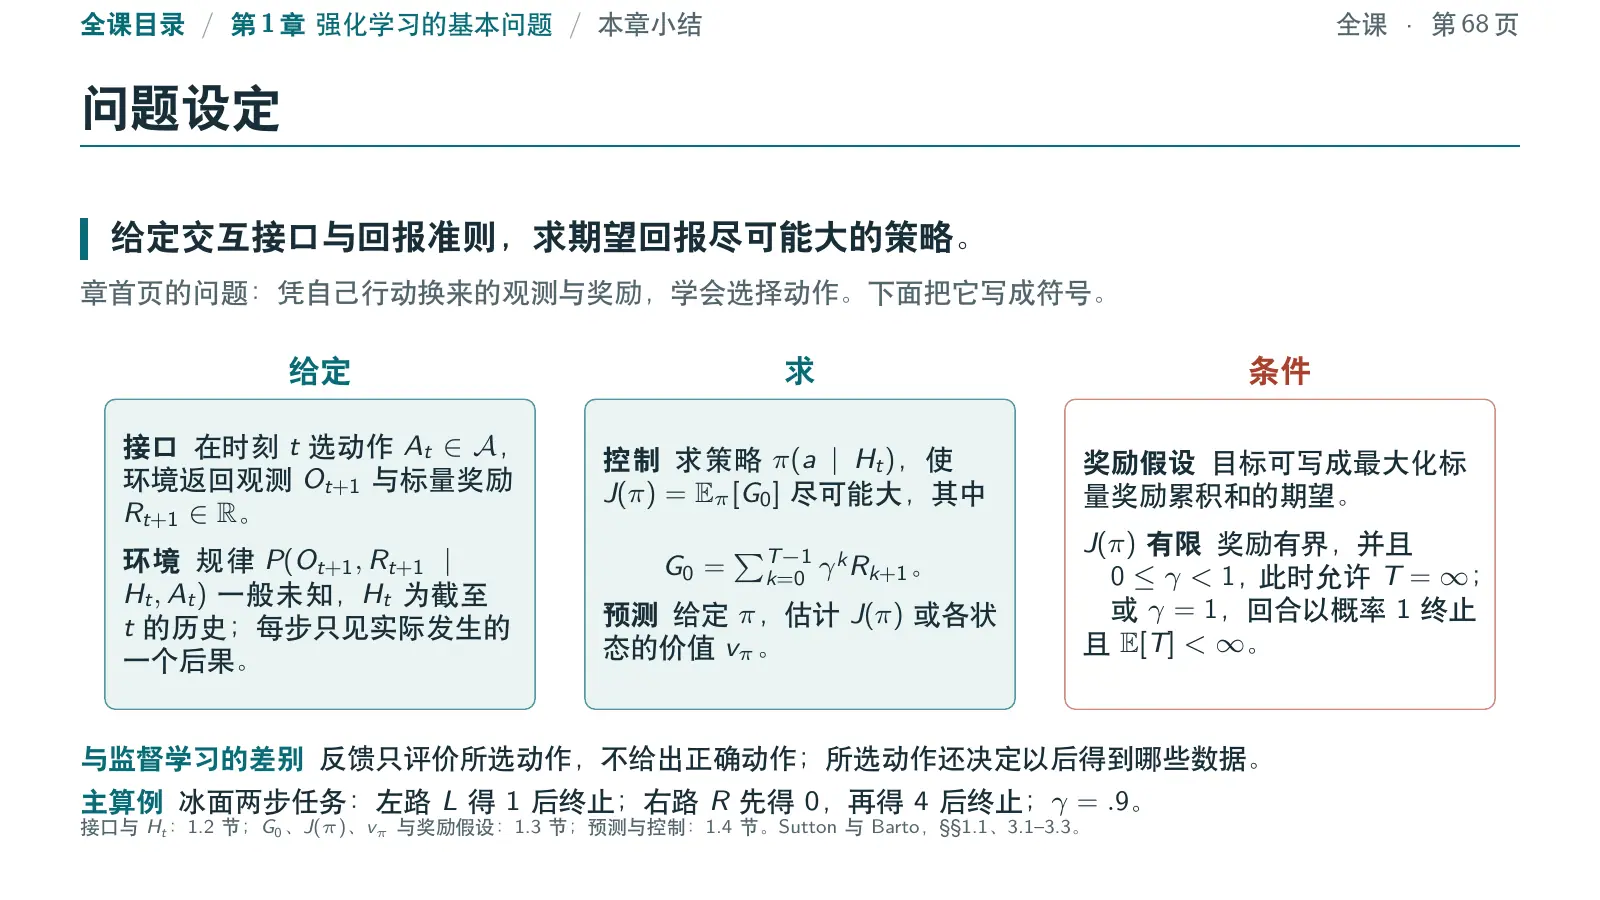 全课目录 / 第 1 章 强化学习的基本问题 / 本章小结
全课 · 第 68 页
问题设定
给定交互接口与回报准则，求期望回报尽可能大的策略。
章首页的问题：凭自己行动换来的观测与奖励，学会选择动作。下面把它写成符号。
给定
接口 在时刻 t 选动作 A_t ∈ 𝒜，
环境返回观测 O_{t+1} 与标量奖励
R_{t+1} ∈ ℝ。
环境 规律 P(O_{t+1}, R_{t+1} |
H_t, A_t) 一般未知，H_t 为截至
t 的历史；每步只见实际发生的
一个后果。
求
控制 求策略 π(a | H_t)，使
J(π) = 𝔼_π[G_0] 尽可能大，其中
G_0 = ∑_{k=0}^{T−1} γ^k R_{k+1}。
预测 给定 π，估计 J(π) 或各状
态的价值 v_π。
条件
奖励假设 目标可写成最大化标
量奖励累积和的期望。
J(π) 有限 奖励有界，并且
0 ≤ γ < 1，此时允许 T = ∞；
或 γ = 1，回合以概率 1 终止
且 𝔼[T] < ∞。
与监督学习的差别 反馈只评价所选动作，不给出正确动作；所选动作还决定以后得到哪些数据。
主算例 冰面两步任务：左路 L 得 1 后终止；右路 R 先得 0，再得 4 后终止；γ = .9。
接口与 H_t：1.2 节；G_0、J(π)、v_π 与奖励假设：1.3 节；预测与控制：1.4 节。Sutton 与 Barto，§§1.1、3.1–3.3。